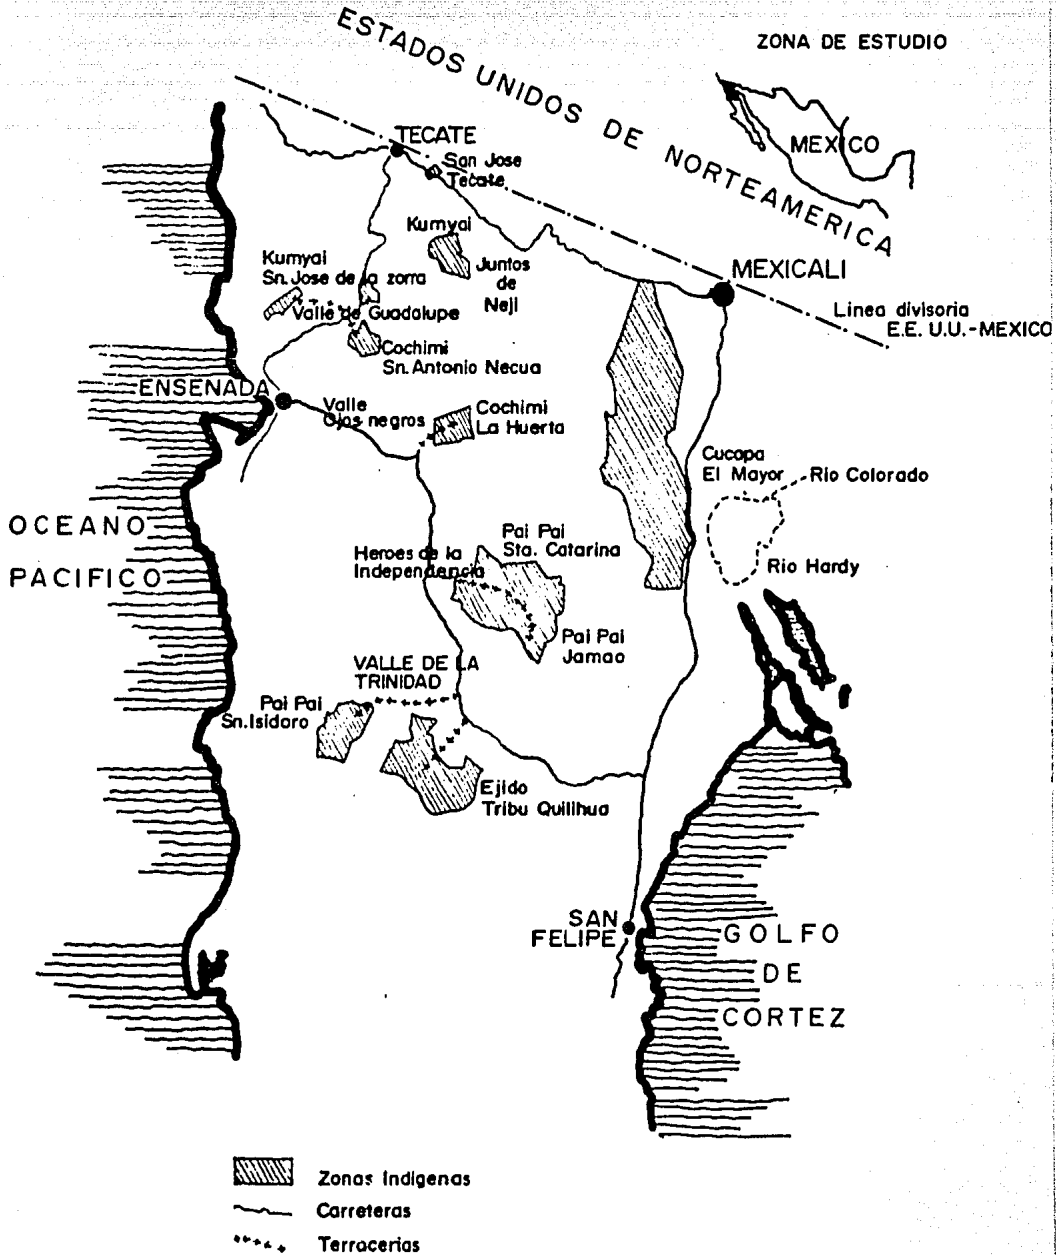 ESTADOS UNIDOS DE NORTEAMERICA
ZONA DE ESTUDIO
MEXICO
TECATE
San Jose
Tecate
Kumyai
Juntos
de
Neji
Kumyai
Sn. Jose de la zorra
Valle de Guadalupe
Cochimi
Sn. Antonio Necua
MEXICALI
Linea divisoria
E.E. U.U.-MEXICO
ENSENADA
Valle
Ojos negros
Cochimi
La Huerta
Cucopa
El Mayor
Rio Colorado
Rio Hardy
OCEANO
PACIFICO
Pai Pai
Sta. Catarina
Heroes de la
Independencia
Pai Pai
Jamao
VALLE DE LA
TRINIDAD
Pai Pai
Sn. Isidoro
Ejido
Tribu Quilihua
SAN
FELIPE
GOLFO
DE
CORTEZ
Zonas Indigenas
Carreteras
Terrocerias